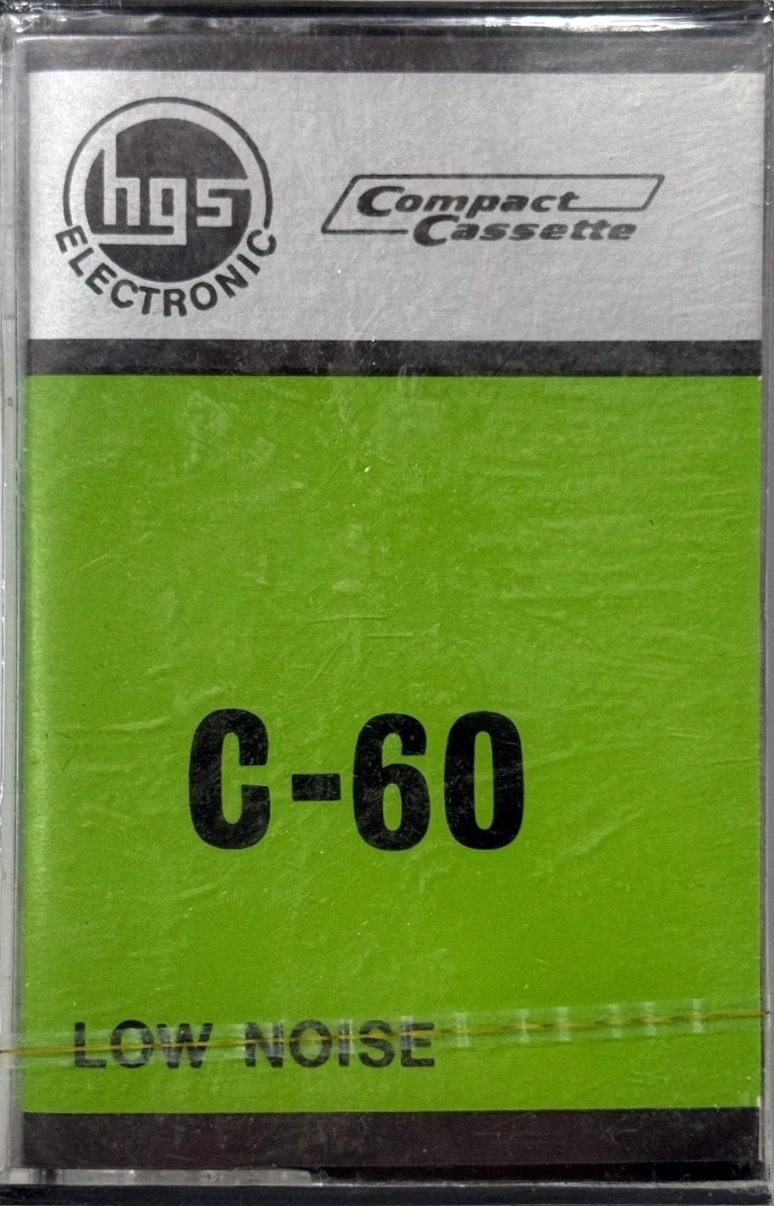 hgs
ELECTRONIC
Compact
Cassette
C-60
LOW NOISE